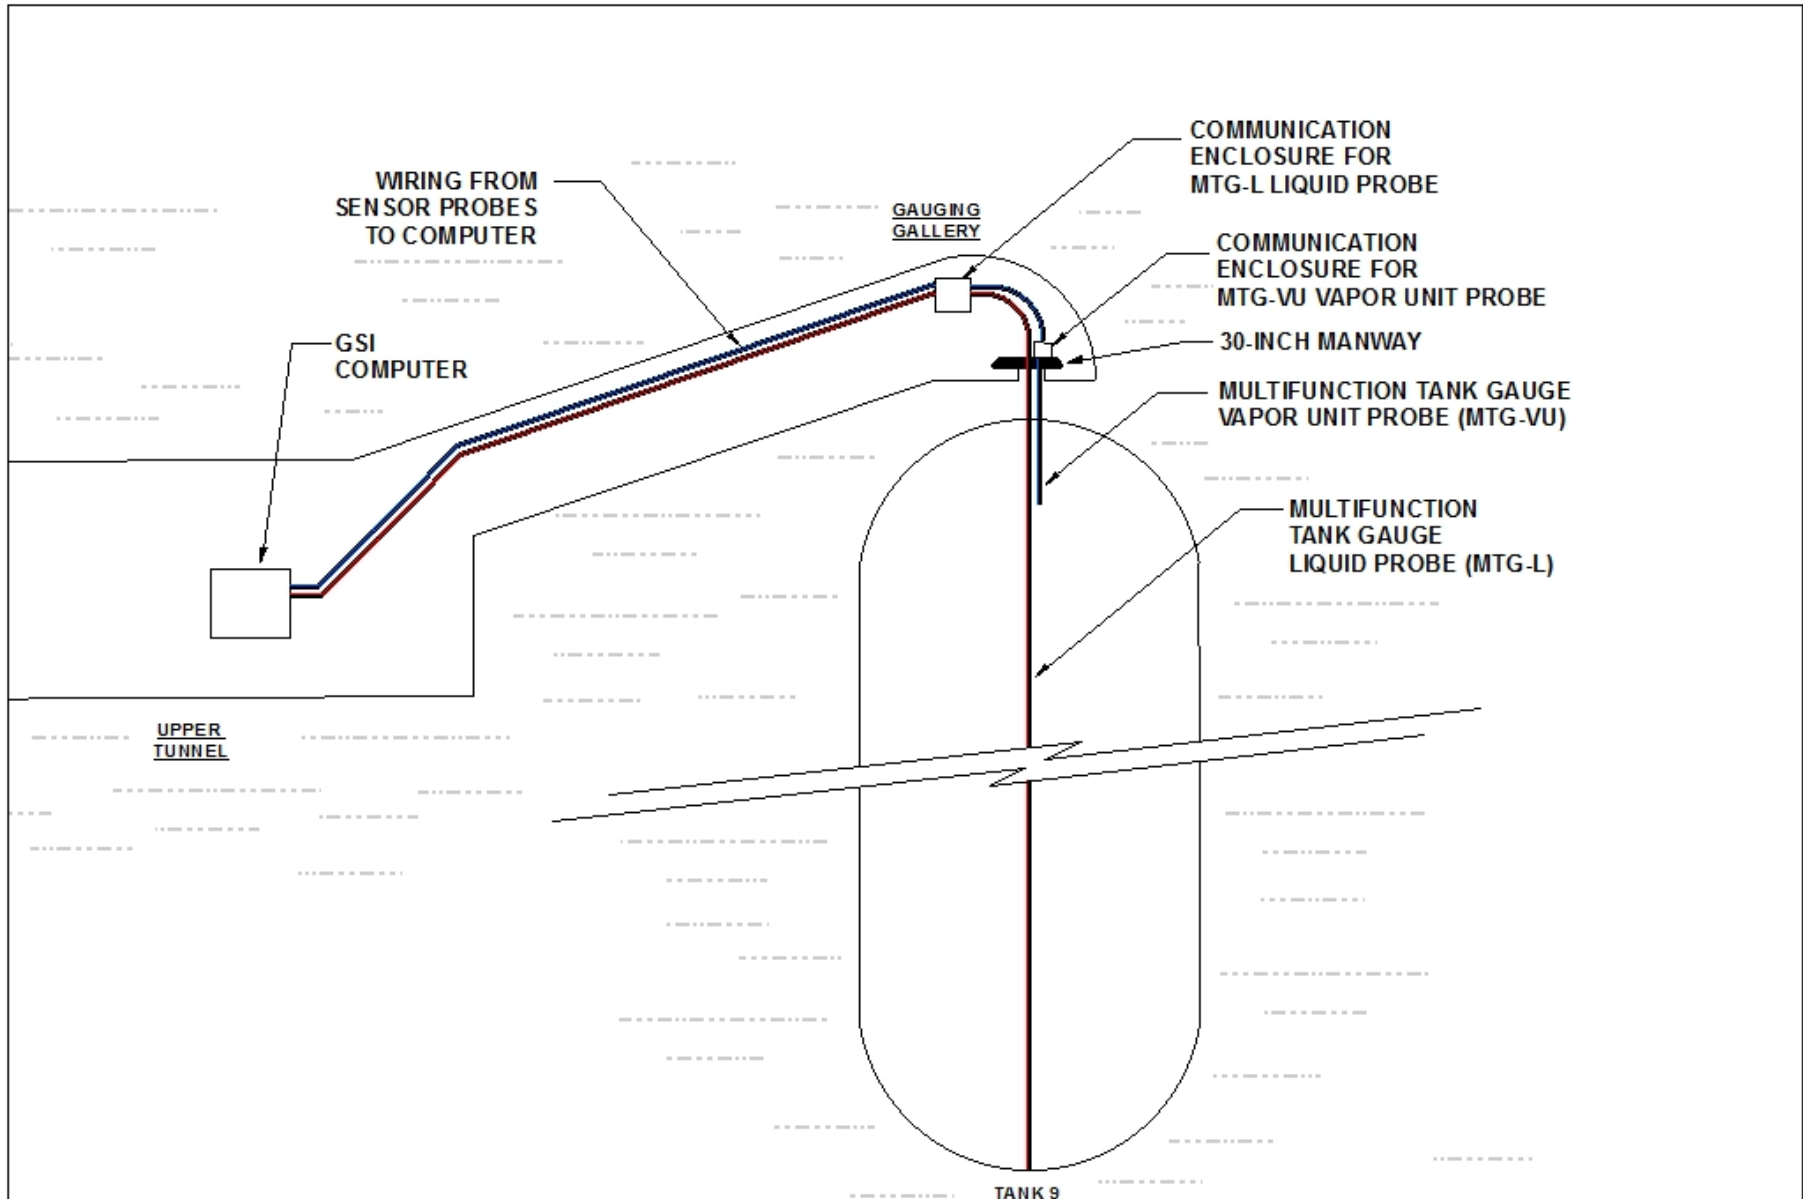 COMMUNICATION
ENCLOSURE FOR
MTG-L LIQUID PROBE
WIRING FROM
SENSOR PROBES
TO COMPUTER
GAUGING
GALLERY
COMMUNICATION
ENCLOSURE FOR
MTG-VU VAPOR UNIT PROBE
30-INCH MANWAY
GSI
COMPUTER
MULTIFUNCTION TANK GAUGE
VAPOR UNIT PROBE (MTG-VU)
MULTIFUNCTION
TANK GAUGE
LIQUID PROBE (MTG-L)
UPPER
TUNNEL
TANK 9